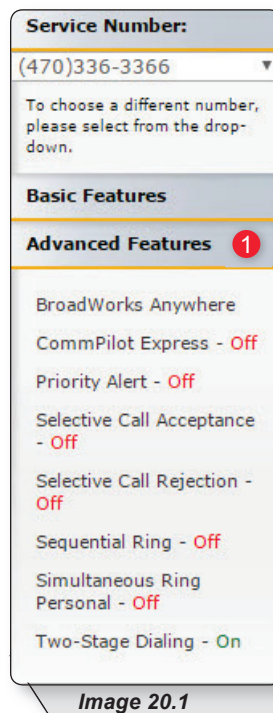 Service Number:
(470)336-3366
To choose a different number,
please select from the drop-
down.
Basic Features
Advanced Features 1
BroadWorks Anywhere
CommPilot Express - Off
Priority Alert - Off
Selective Call Acceptance
- Off
Selective Call Rejection -
Off
Sequential Ring - Off
Simultaneous Ring
Personal - Off
Two-Stage Dialing - On
Image 20.1